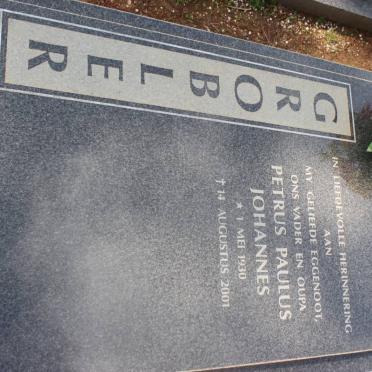 GROBLER
IN LIEFDEVOLLE HERINNERING
AAN
MY GELIEFDE EGGENOOT,
ONS VADER EN OUPA
PETRUS PAULUS
JOHANNES
★ 1 MEI 1930
✝ 14 AUGUSTUS 2001